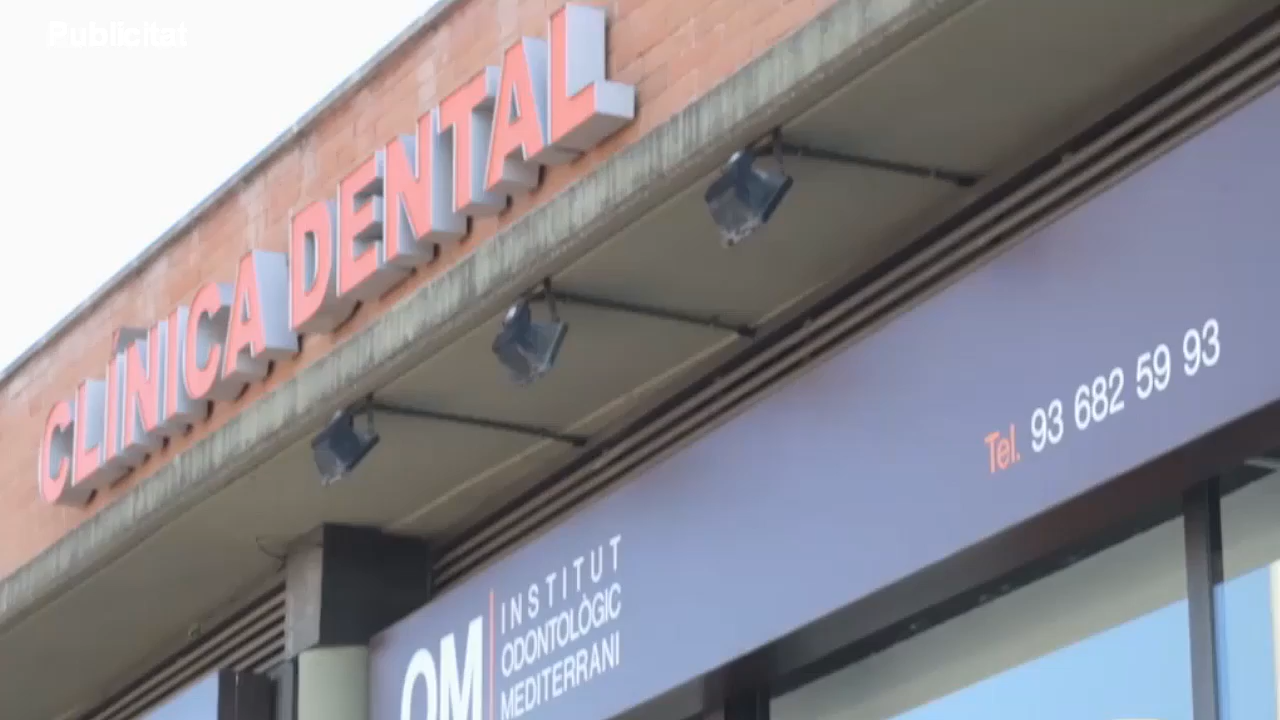 Publicitat
CLÍNICA DENTAL
Tel. 93 682 59 93
OM
INSTITUT
ODONTOLÒGIC
MEDITERRANI